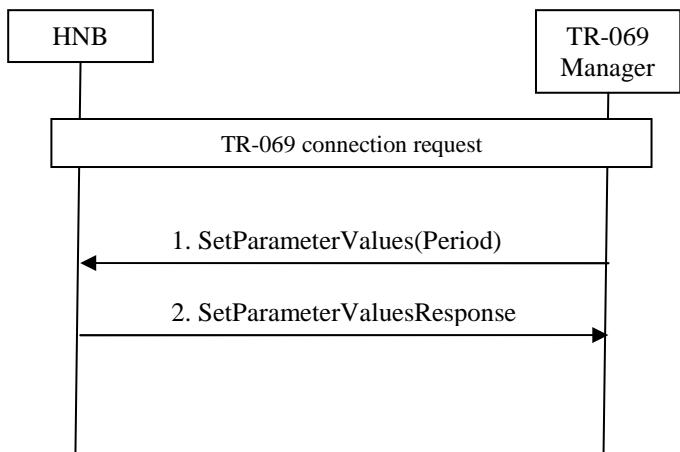 HNB
TR-069
Manager
TR-069 connection request
1. SetParameterValues(Period)
2. SetParameterValuesResponse